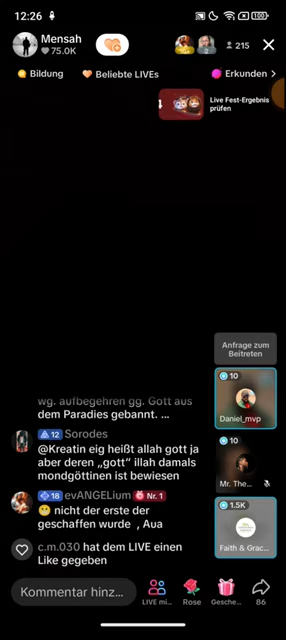 12:26
100
Mensah
75.0K
215
Bildung
Beliebte LIVEs
Erkunden >
Live Fest-Ergebnis
prüfen
Anfrage zum
Beitreten
10
Daniel_mvp
10
Mr. The...
1.5K
Faith & Grac...
wg. aufbegehren gg. Gott aus
dem Paradies gebannt. ...
12 Sorodes
@Kreatin eig heißt allah gott ja
aber deren „gott“ illah damals
mondgöttinen ist bewiesen
18 evANGELium Nr. 1
😬 nicht der erste der
geschaffen wurde , Aua
c.m.030 hat dem LIVE einen
Like gegeben
Kommentar hinz...
LIVE mi...
Rose
Gesche...
86